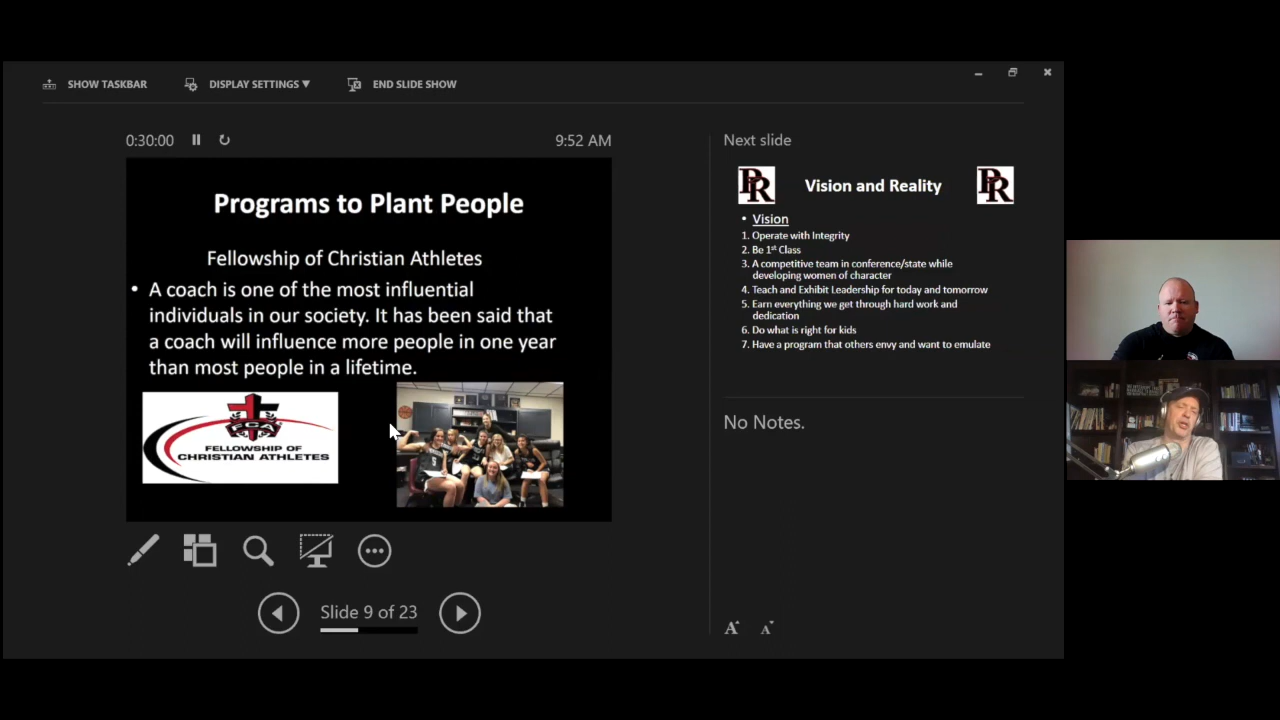 SHOW TASKBAR DISPLAY SETTINGS ▼ END SLIDE SHOW
0:30:00 9:52 AM
Programs to Plant People
Fellowship of Christian Athletes
• A coach is one of the most influential
individuals in our society. It has been said that
a coach will influence more people in one year
than most people in a lifetime.
FCA
FELLOWSHIP OF
CHRISTIAN ATHLETES
Slide 9 of 23
Next slide
PR Vision and Reality PR
• Vision
1. Operate with Integrity
2. Be 1st Class
3. A competitive team in conference/state while
developing women of character
4. Teach and Exhibit Leadership for today and tomorrow
5. Earn everything we get through hard work and
dedication
6. Do what is right for kids
7. Have a program that others envy and want to emulate
No Notes.
A A